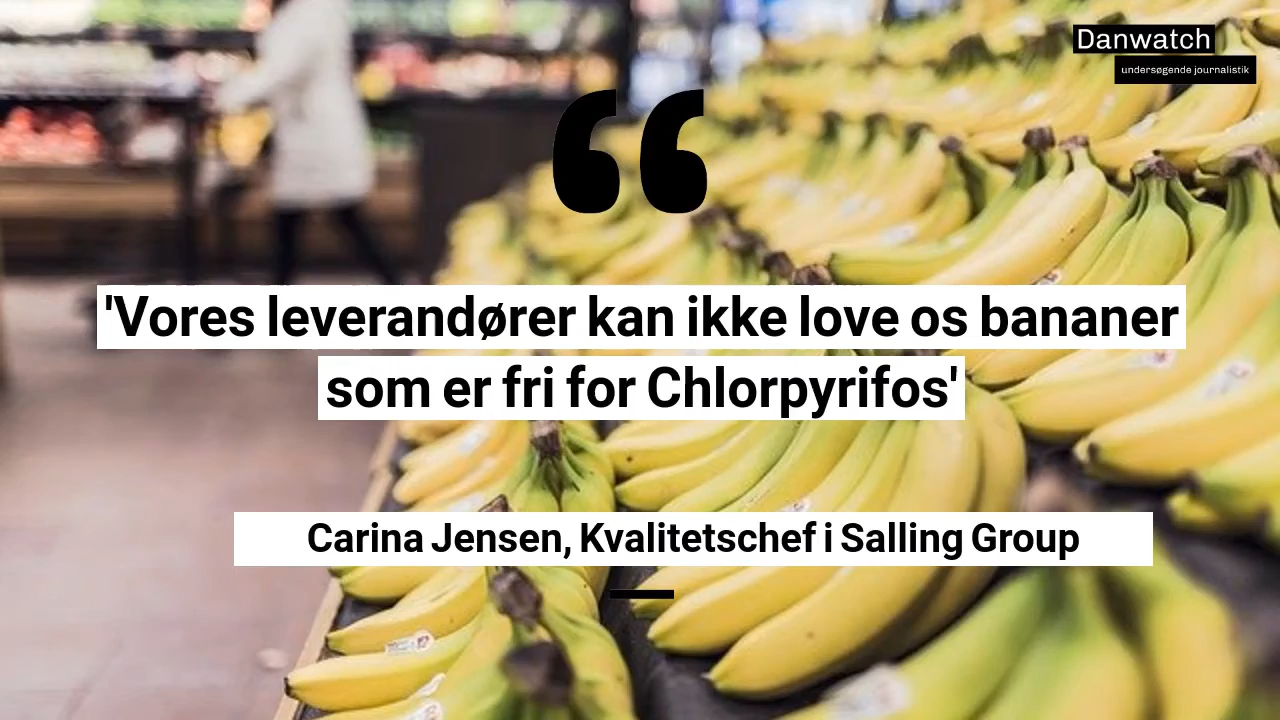 Danwatch
undersøgende journalistik
“
'Vores leverandører kan ikke love os bananer
som er fri for Chlorpyrifos'
Carina Jensen, Kvalitetschef i Salling Group